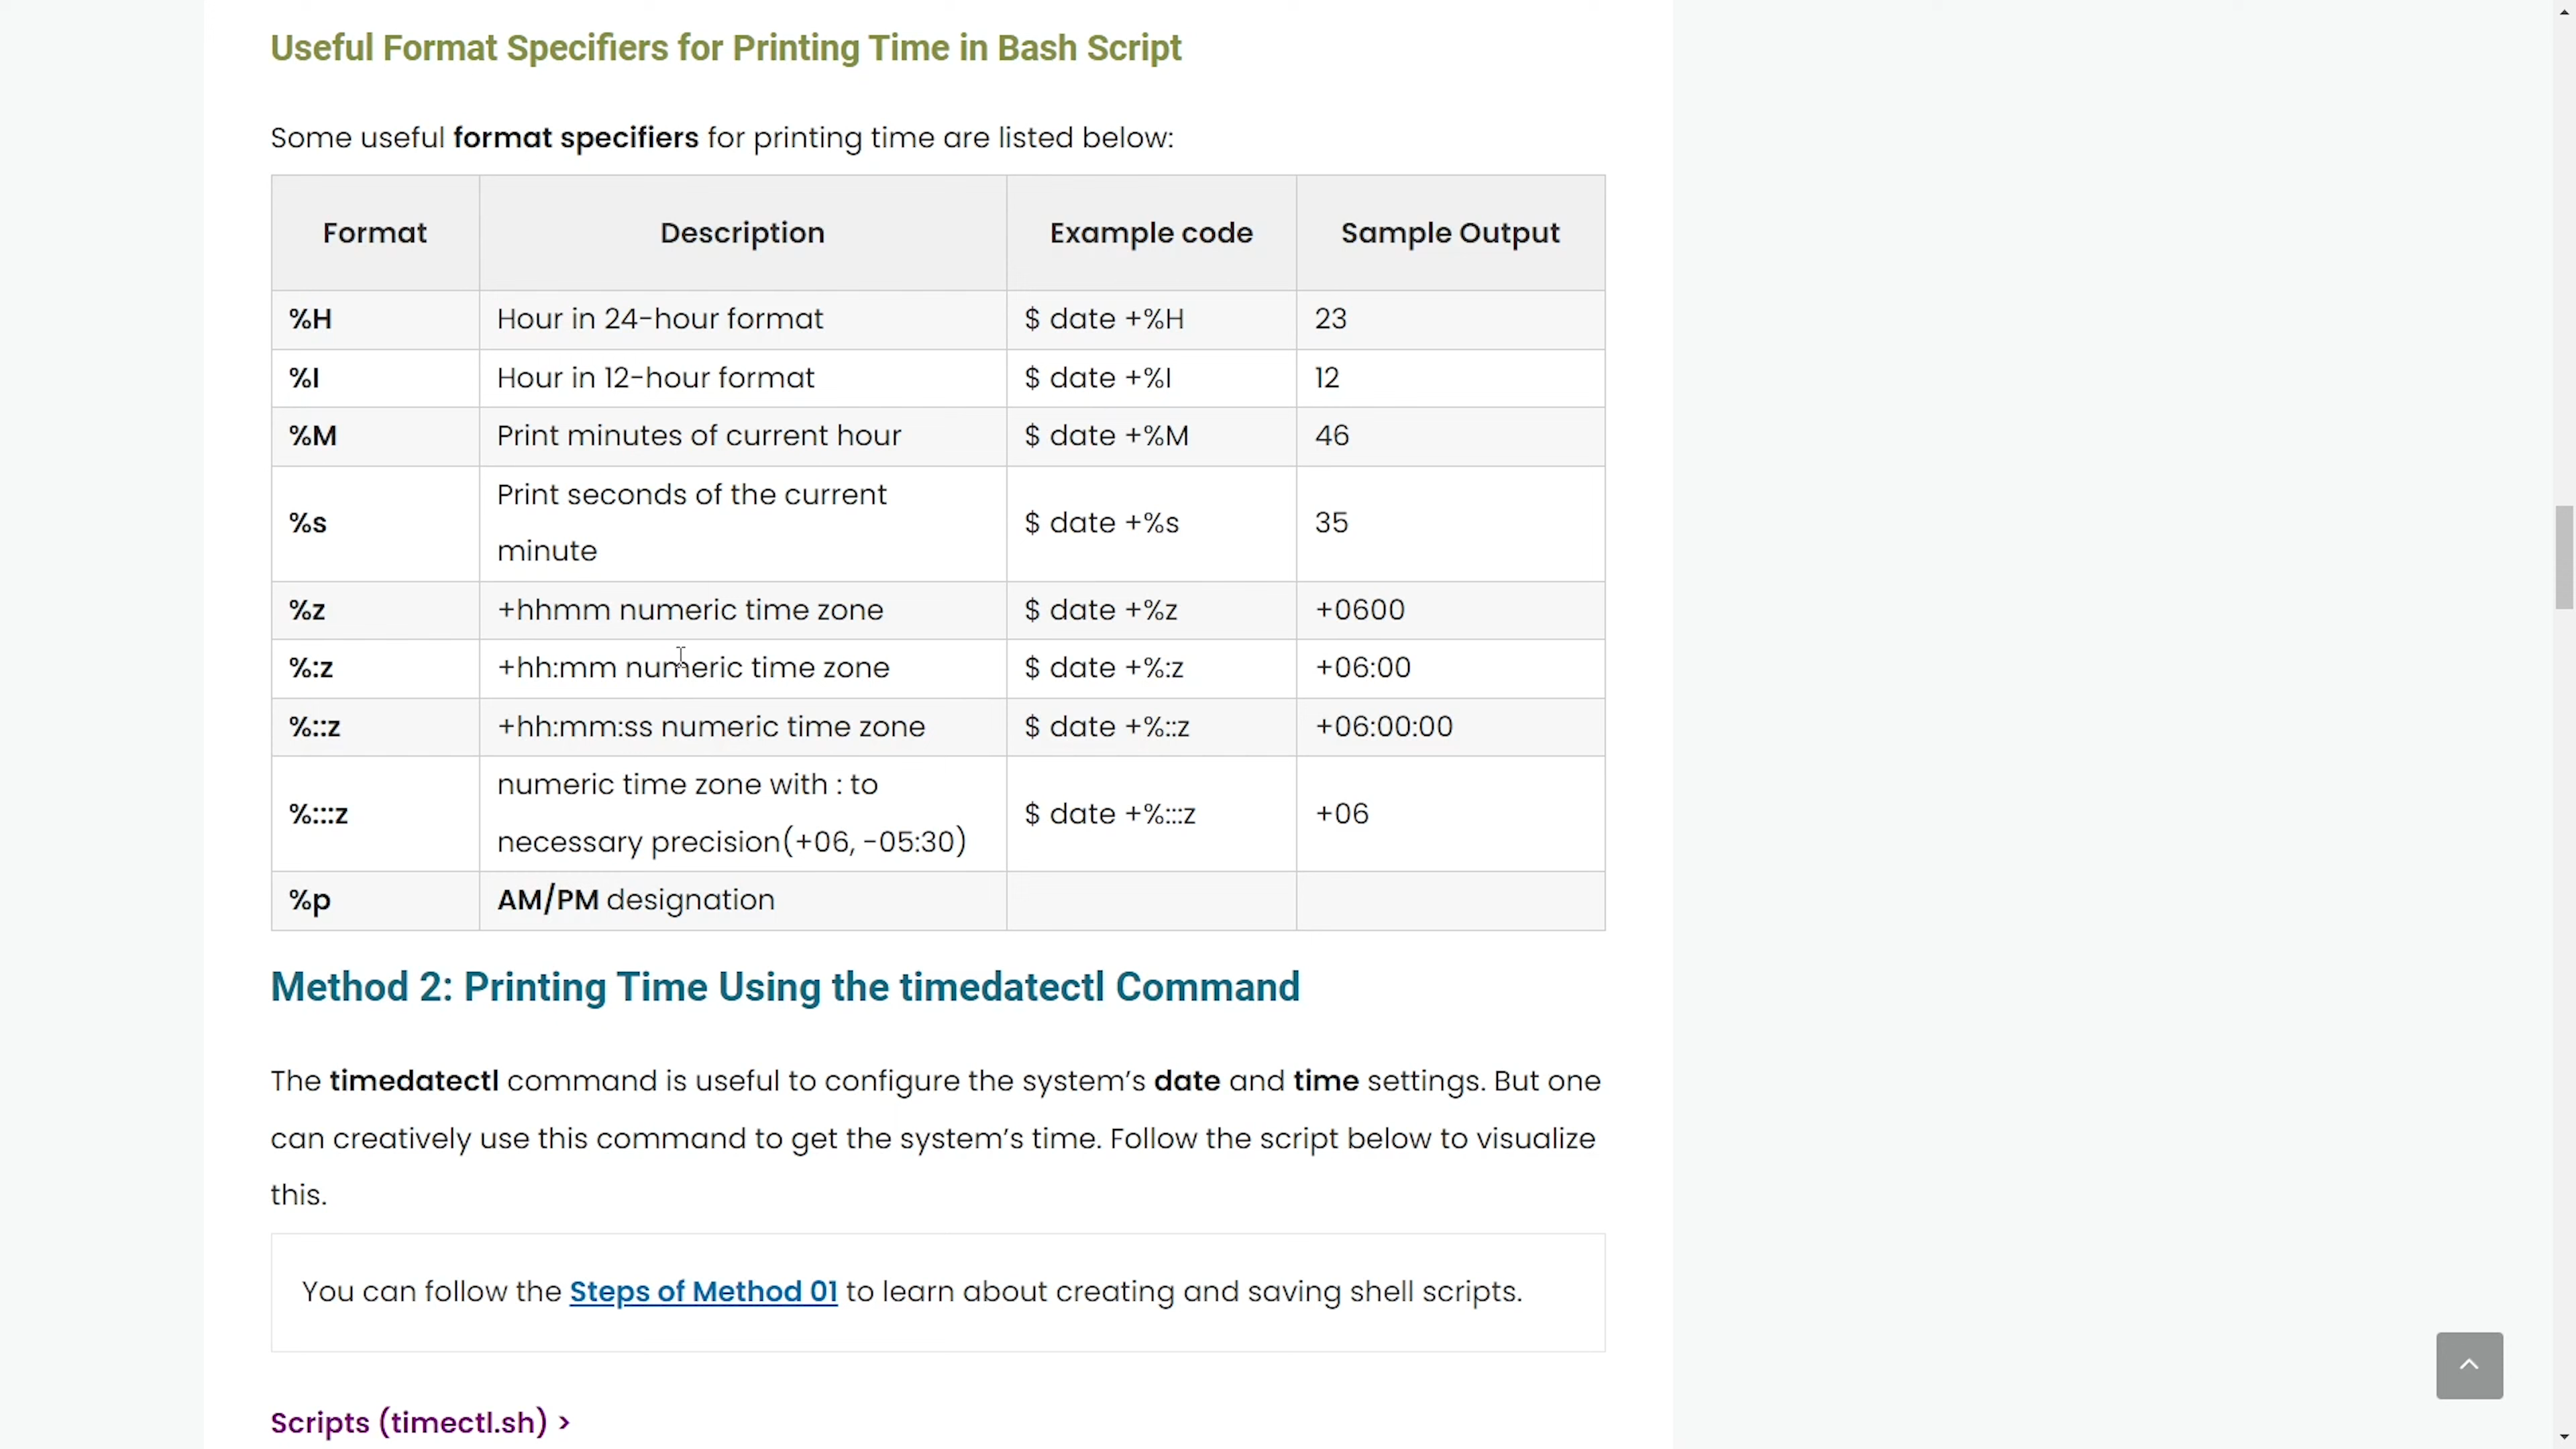 Useful Format Specifiers for Printing Time in Bash Script
Some useful format specifiers for printing time are listed below:
Format Description Example code Sample Output
%H Hour in 24-hour format $ date +%H 23
%I Hour in 12-hour format $ date +%I 12
%M Print minutes of current hour $ date +%M 46
%s Print seconds of the current
minute $ date +%s 35
%z +hhmm numeric time zone $ date +%z +0600
%:z +hh:mm numeric time zone $ date +%:z +06:00
%::z +hh:mm:ss numeric time zone $ date +%::z +06:00:00
%:::z numeric time zone with : to
necessary precision(+06, -05:30) $ date +%:::z +06
%p AM/PM designation
Method 2: Printing Time Using the timedatectl Command
The timedatectl command is useful to configure the system’s date and time settings. But one
can creatively use this command to get the system’s time. Follow the script below to visualize
this.
You can follow the Steps of Method 01 to learn about creating and saving shell scripts.
Scripts (timectl.sh) >